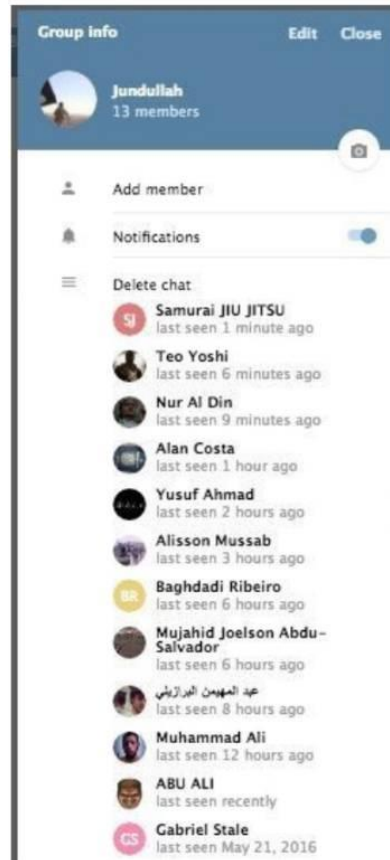 Group info Edit Close
Jundullah
13 members
Add member
Notifications
Delete chat
SJ
Samurai JIU JITSU
last seen 1 minute ago
Teo Yoshi
last seen 6 minutes ago
Nur Al Din
last seen 9 minutes ago
Alan Costa
last seen 1 hour ago
Yusuf Ahmad
last seen 2 hours ago
Alisson Mussab
last seen 3 hours ago
BR
Baghdadi Ribeiro
last seen 6 hours ago
Mujahid Joelson Abdu-
Salvador
last seen 6 hours ago
عبد المهيمن البرازيلي
last seen 8 hours ago
Muhammad Ali
last seen 12 hours ago
ABU ALI
last seen recently
GS
Gabriel Stale
last seen May 21, 2016